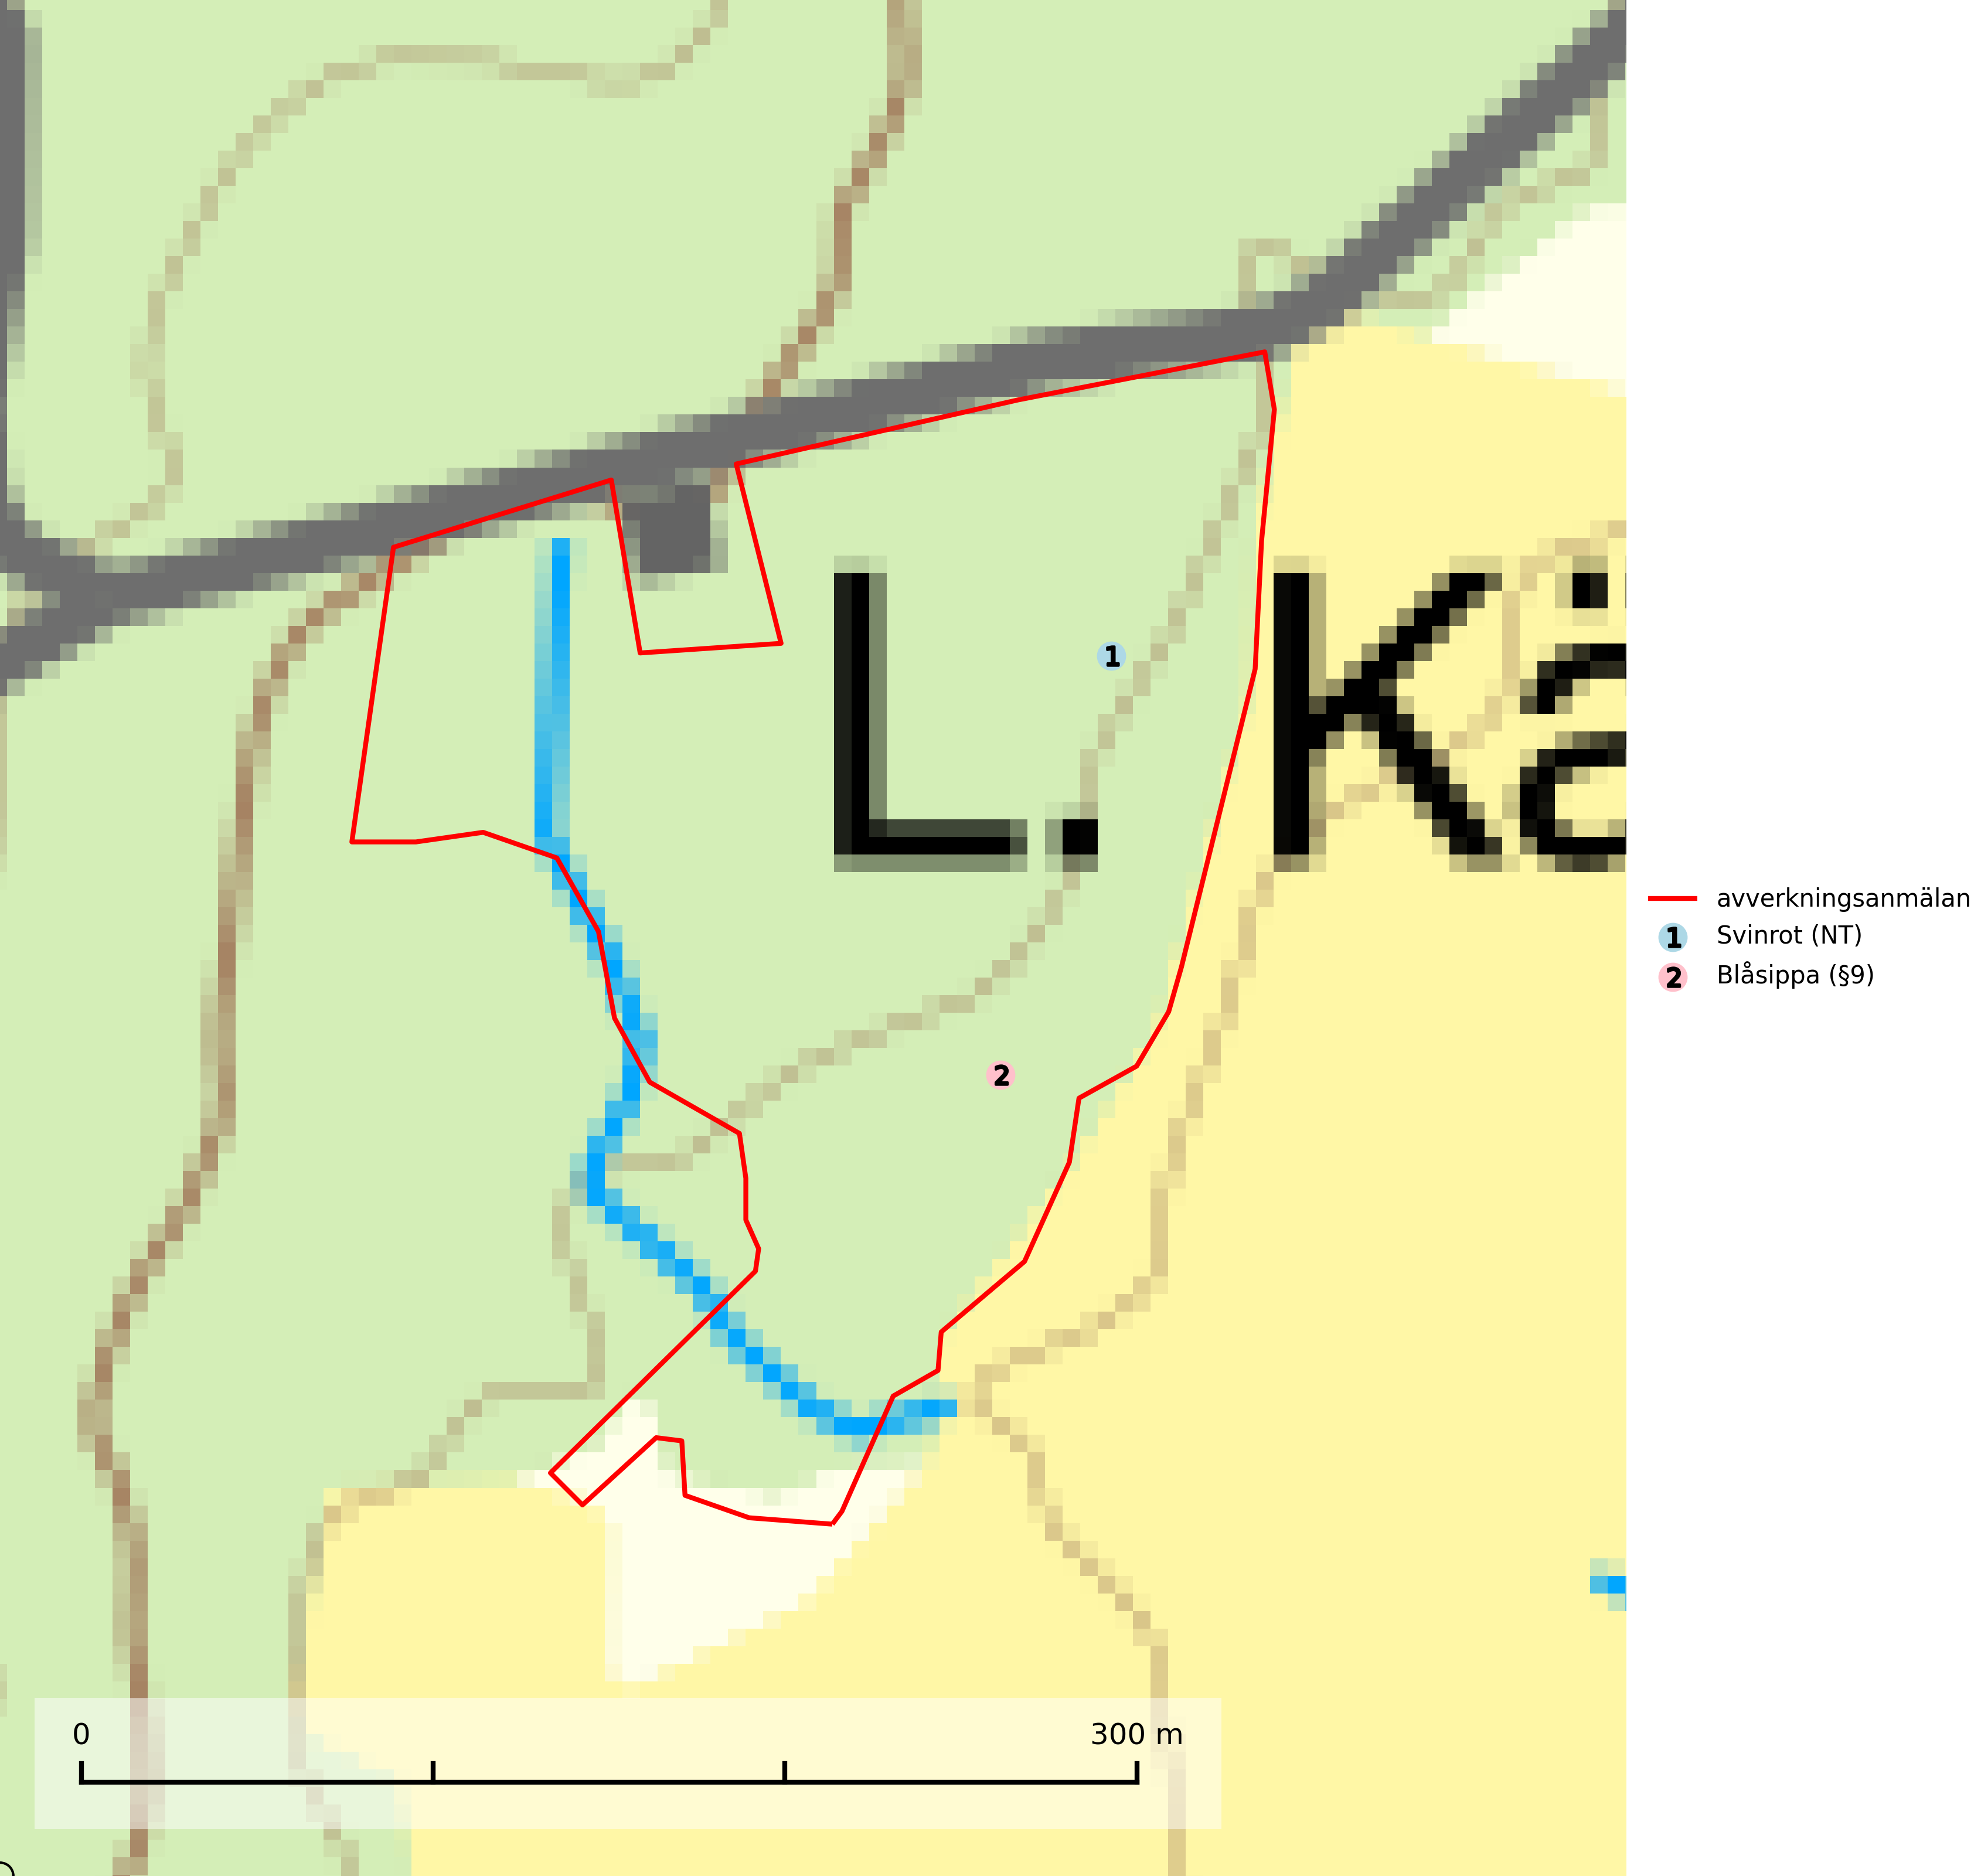 1
L. K
2
avverkningsanmälan
1 Svinrot (NT)
2 Blåsippa (§9)
0 300 m